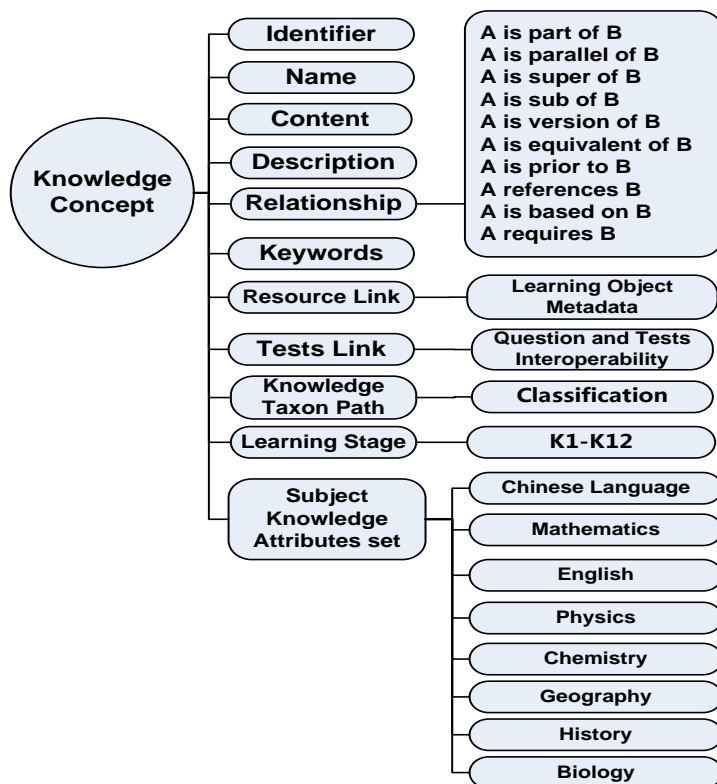 Knowledge
Concept
Identifier
Name
Content
Description
Relationship
Keywords
Resource Link
Tests Link
Knowledge
Taxon Path
Learning Stage
Subject
Knowledge
Attributes set
A is part of B
A is parallel of B
A is super of B
A is sub of B
A is version of B
A is equivalent of B
A is prior to B
A references B
A is based on B
A requires B
Learning Object
Metadata
Question and Tests
Interoperability
Classification
K1-K12
Chinese Language
Mathematics
English
Physics
Chemistry
Geography
History
Biology